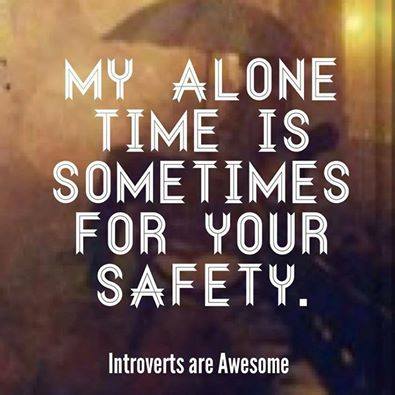 MY ALONE
TIME IS
SOMETIMES
FOR YOUR
SAFETY.
Introverts are Awesome